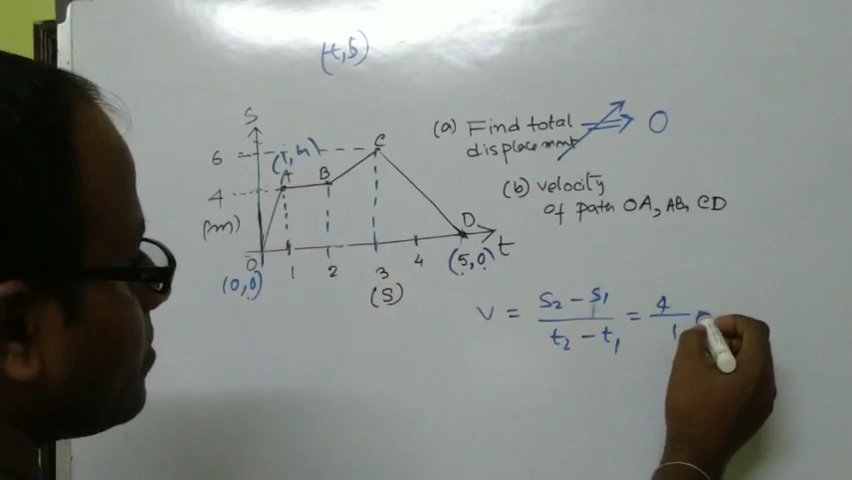 (t,s)
S
6
(1,4)
C
A
B
4
(m)
D
O
1
2
3
4
t
(0,0)
(5,0)
(S)
(a) Find total
displacement
⇒ 0
(b) velocity
of path OA, AB, CD
V = S₂ - S₁ / t₂ - t₁ = 4 / 1